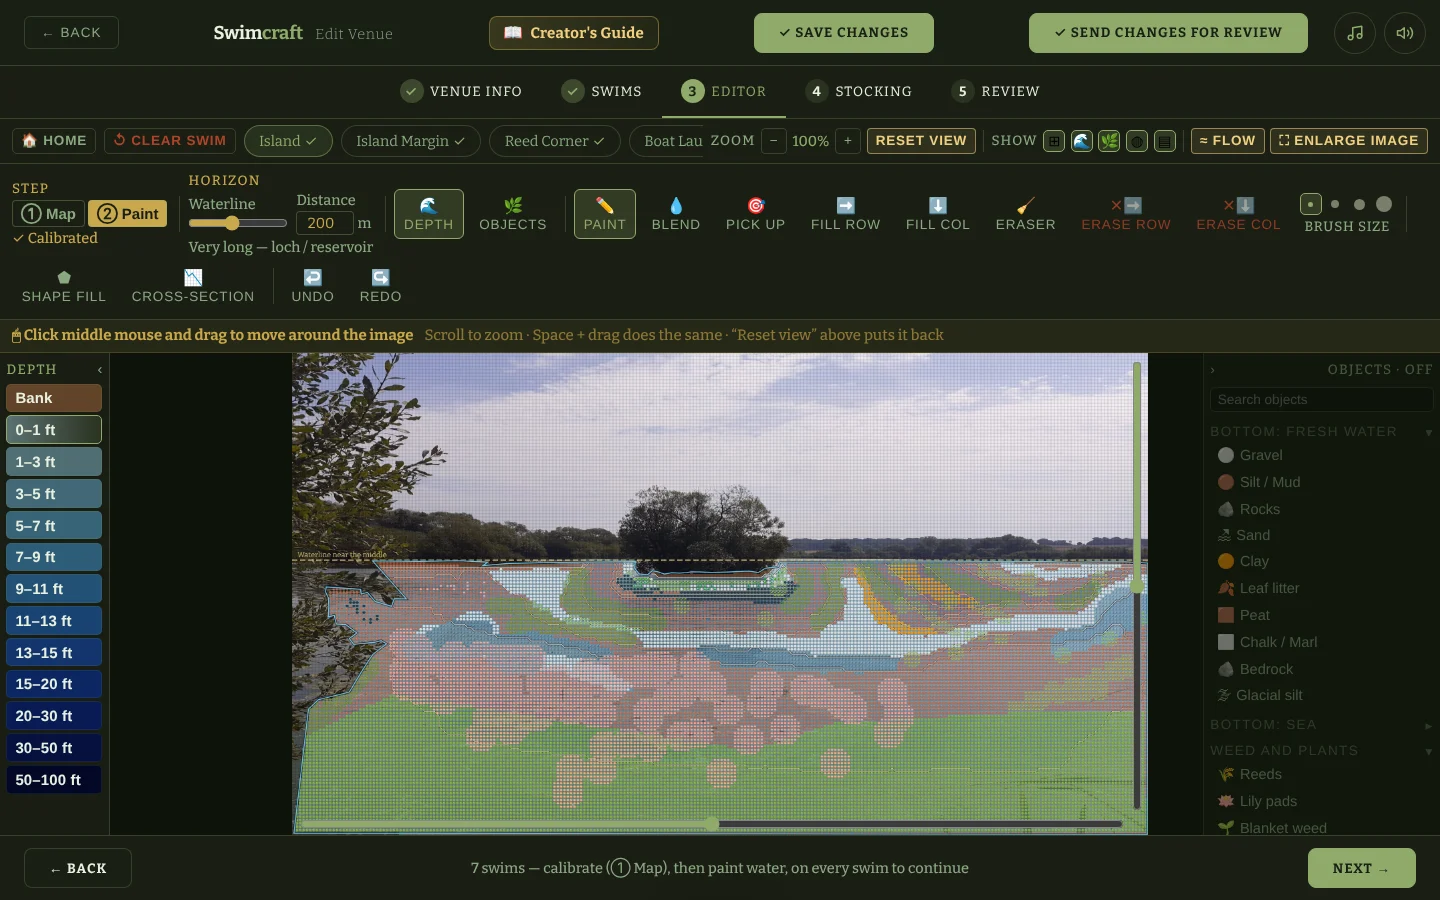 ← BACK
Swimcraft Edit Venue
Creator's Guide
✓ SAVE CHANGES
✓ SEND CHANGES FOR REVIEW
✓ VENUE INFO
✓ SWIMS
3 EDITOR
4 STOCKING
5 REVIEW
HOME
CLEAR SWIM
Island ✓
Island Margin ✓
Reed Corner ✓
Boat Lau
ZOOM − 100% +
RESET VIEW
SHOW
≈ FLOW
ENLARGE IMAGE
STEP
① Map
② Paint
✓ Calibrated
HORIZON
Waterline
Distance
200 m
Very long — loch / reservoir
DEPTH
OBJECTS
PAINT
BLEND
PICK UP
FILL ROW
FILL COL
ERASER
ERASE ROW
ERASE COL
BRUSH SIZE
SHAPE FILL
CROSS-SECTION
UNDO
REDO
Click middle mouse and drag to move around the image Scroll to zoom · Space + drag does the same · “Reset view” above puts it back
DEPTH ‹
Bank
0–1 ft
1–3 ft
3–5 ft
5–7 ft
7–9 ft
9–11 ft
11–13 ft
13–15 ft
15–20 ft
20–30 ft
30–50 ft
50–100 ft
Waterline near the middle
› OBJECTS · OFF
Search objects
BOTTOM: FRESH WATER ▾
Gravel
Silt / Mud
Rocks
Sand
Clay
Leaf litter
Peat
Chalk / Marl
Bedrock
Glacial silt
BOTTOM: SEA ▸
WEED AND PLANTS ▾
Reeds
Lily pads
Blanket weed
← BACK
7 swims — calibrate (① Map), then paint water, on every swim to continue
NEXT →